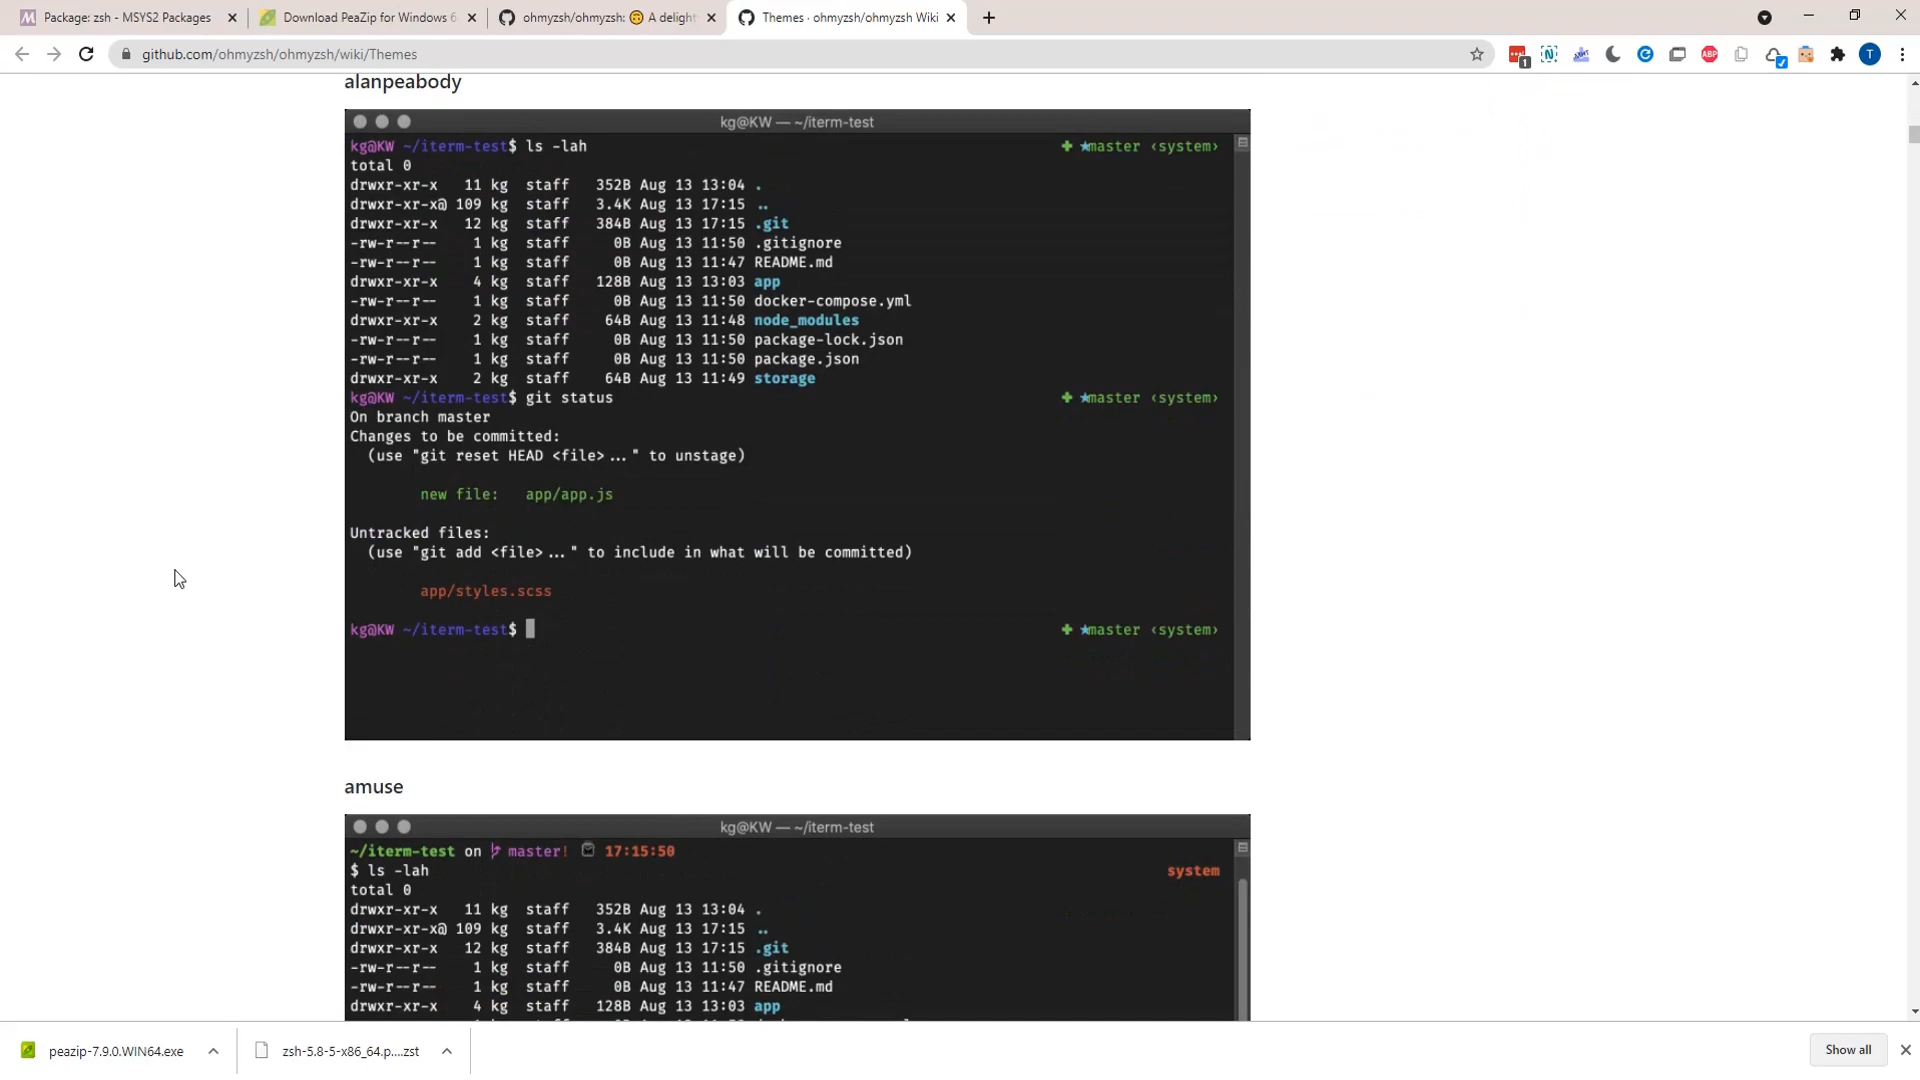 Package: zsh - MSYS2 Packages
Download PeaZip for Windows 6
ohmyzsh/ohmyzsh: 🙃 A deligh
Themes · ohmyzsh/ohmyzsh Wiki
github.com/ohmyzsh/ohmyzsh/wiki/Themes
1
ABP
T
alanpeabody
kg@KW — ~/iterm-test
kg@KW ~/iterm-test$ ls -lah ✚ ★master ‹system›
total 0
drwxr-xr-x 11 kg staff 352B Aug 13 13:04 .
drwxr-xr-x@ 109 kg staff 3.4K Aug 13 17:15 ..
drwxr-xr-x 12 kg staff 384B Aug 13 17:15 .git
-rw-r--r-- 1 kg staff 0B Aug 13 11:50 .gitignore
-rw-r--r-- 1 kg staff 0B Aug 13 11:47 README.md
drwxr-xr-x 4 kg staff 128B Aug 13 13:03 app
-rw-r--r-- 1 kg staff 0B Aug 13 11:50 docker-compose.yml
drwxr-xr-x 2 kg staff 64B Aug 13 11:48 node_modules
-rw-r--r-- 1 kg staff 0B Aug 13 11:50 package-lock.json
-rw-r--r-- 1 kg staff 0B Aug 13 11:50 package.json
drwxr-xr-x 2 kg staff 64B Aug 13 11:49 storage
kg@KW ~/iterm-test$ git status ✚ ★master ‹system›
On branch master
Changes to be committed:
(use "git reset HEAD <file>..." to unstage)
new file: app/app.js
Untracked files:
(use "git add <file>..." to include in what will be committed)
app/styles.scss
kg@KW ~/iterm-test$ ✚ ★master ‹system›
amuse
kg@KW — ~/iterm-test
~/iterm-test on master! 17:15:50
$ ls -lah system
total 0
drwxr-xr-x 11 kg staff 352B Aug 13 13:04 .
drwxr-xr-x@ 109 kg staff 3.4K Aug 13 17:15 ..
drwxr-xr-x 12 kg staff 384B Aug 13 17:15 .git
-rw-r--r-- 1 kg staff 0B Aug 13 11:50 .gitignore
-rw-r--r-- 1 kg staff 0B Aug 13 11:47 README.md
drwxr-xr-x 4 kg staff 128B Aug 13 13:03 app
peazip-7.9.0.WIN64.exe
zsh-5.8-5-x86_64.p....zst
Show all